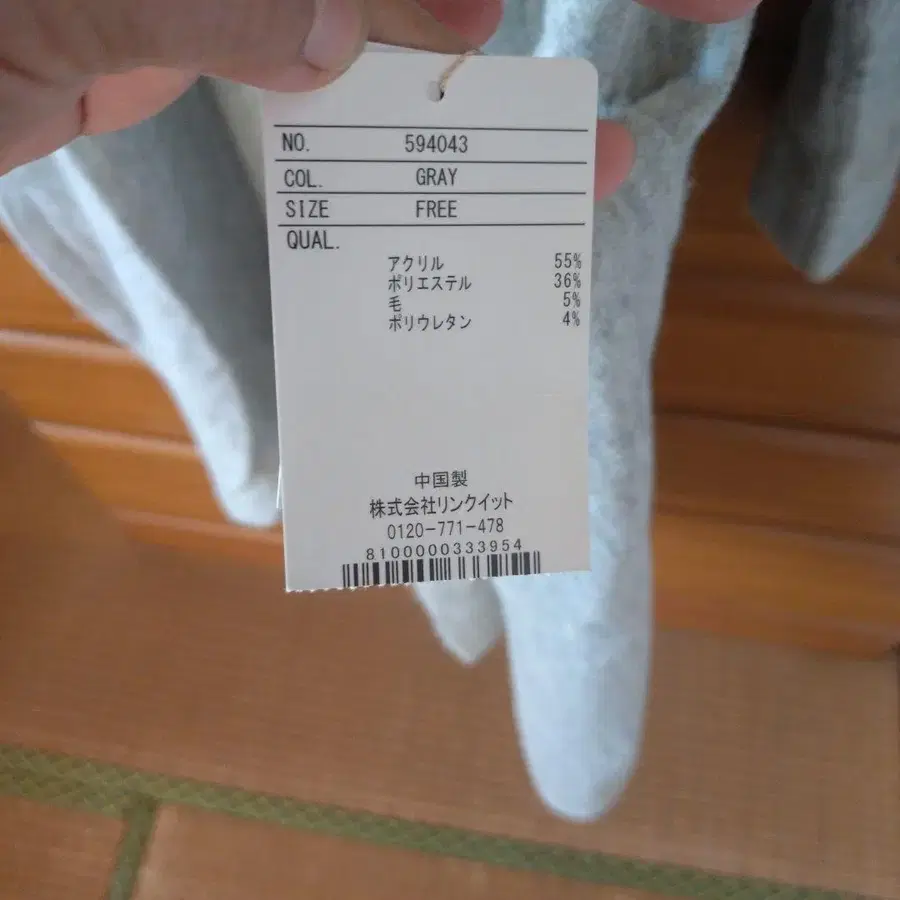 NO. 594043
COL. GRAY
SIZE FREE
QUAL.
アクリル 55%
ポリエステル 36%
毛 5%
ポリウレタン 4%
中国製
株式会社リンクイット
0120-771-478
8100000333954